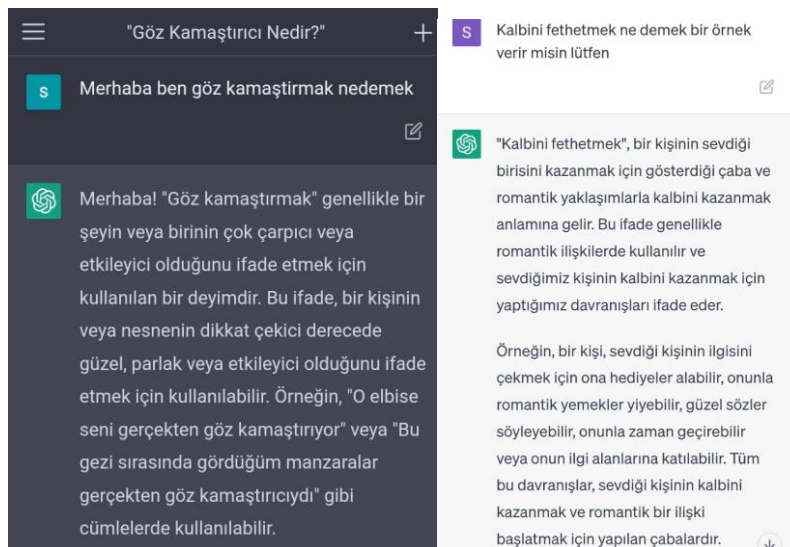 "Göz Kamaştırıcı Nedir?"
S
Merhaba ben göz kamaştırmak nedemek
Merhaba! "Göz kamaştırmak" genellikle bir
şeyin veya birinin çok çarpıcı veya
etkileyici olduğunu ifade etmek için
kullanılan bir deyimdir. Bu ifade, bir kişinin
veya nesnenin dikkat çekici derecede
güzel, parlak veya etkileyici olduğunu ifade
etmek için kullanılabilir. Örneğin, "O elbise
seni gerçekten göz kamaştırıyor" veya "Bu
gezi sırasında gördüğüm manzaralar
gerçekten göz kamaştırıcıydı" gibi
cümlelerde kullanılabilir.
S
Kalbini fethetmek ne demek bir örnek
verir misin lütfen
"Kalbini fethetmek", bir kişinin sevdiği
birisini kazanmak için gösterdiği çaba ve
romantik yaklaşımlarla kalbini kazanmak
anlamına gelir. Bu ifade genellikle
romantik ilişkilerde kullanılır ve
sevdiğimiz kişinin kalbini kazanmak için
yaptığımız davranışları ifade eder.
Örneğin, bir kişi, sevdiği kişinin ilgisini
çekmek için ona hediyeler alabilir, onunla
romantik yemekler yiyebilir, güzel sözler
söyleyebilir, onunla zaman geçirebilir
veya onun ilgi alanlarına katılabilir. Tüm
bu davranışlar, sevdiği kişinin kalbini
kazanmak ve romantik bir ilişki
başlatmak için yapılan çabalardır.